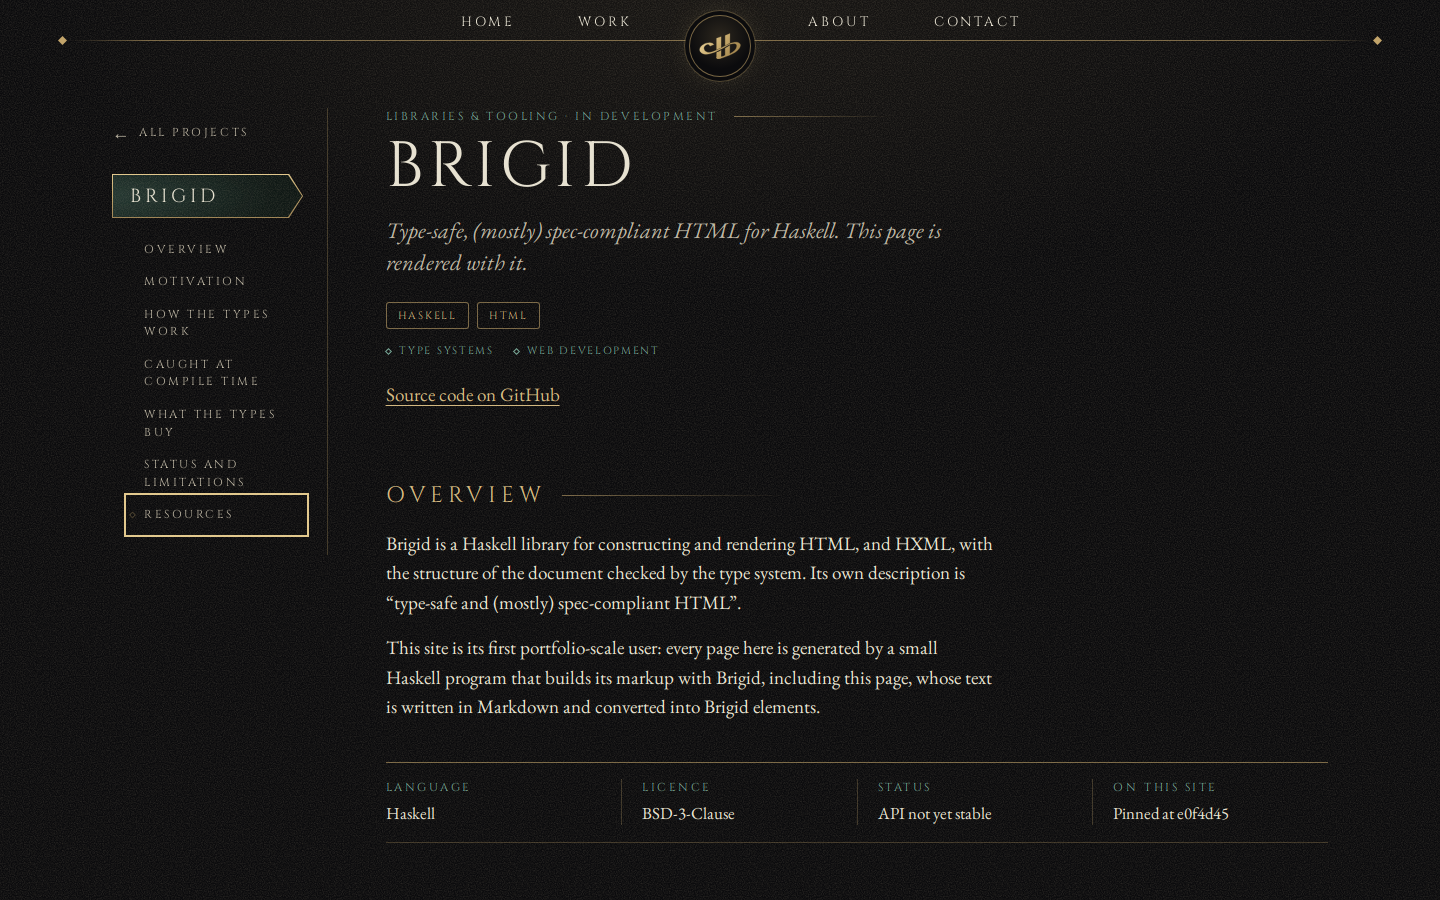 HOME WORK ABOUT CONTACT
← ALL PROJECTS
BRIGID
OVERVIEW
MOTIVATION
HOW THE TYPES
WORK
CAUGHT AT
COMPILE TIME
WHAT THE TYPES
BUY
STATUS AND
LIMITATIONS
RESOURCES
LIBRARIES & TOOLING · IN DEVELOPMENT
BRIGID
Type-safe, (mostly) spec-compliant HTML for Haskell. This page is
rendered with it.
HASKELL HTML
TYPE SYSTEMS WEB DEVELOPMENT
Source code on GitHub
OVERVIEW
Brigid is a Haskell library for constructing and rendering HTML, and HXML, with
the structure of the document checked by the type system. Its own description is
“type-safe and (mostly) spec-compliant HTML”.
This site is its first portfolio-scale user: every page here is generated by a small
Haskell program that builds its markup with Brigid, including this page, whose text
is written in Markdown and converted into Brigid elements.
LANGUAGE LICENCE STATUS ON THIS SITE
Haskell BSD-3-Clause API not yet stable Pinned at e0f4d45